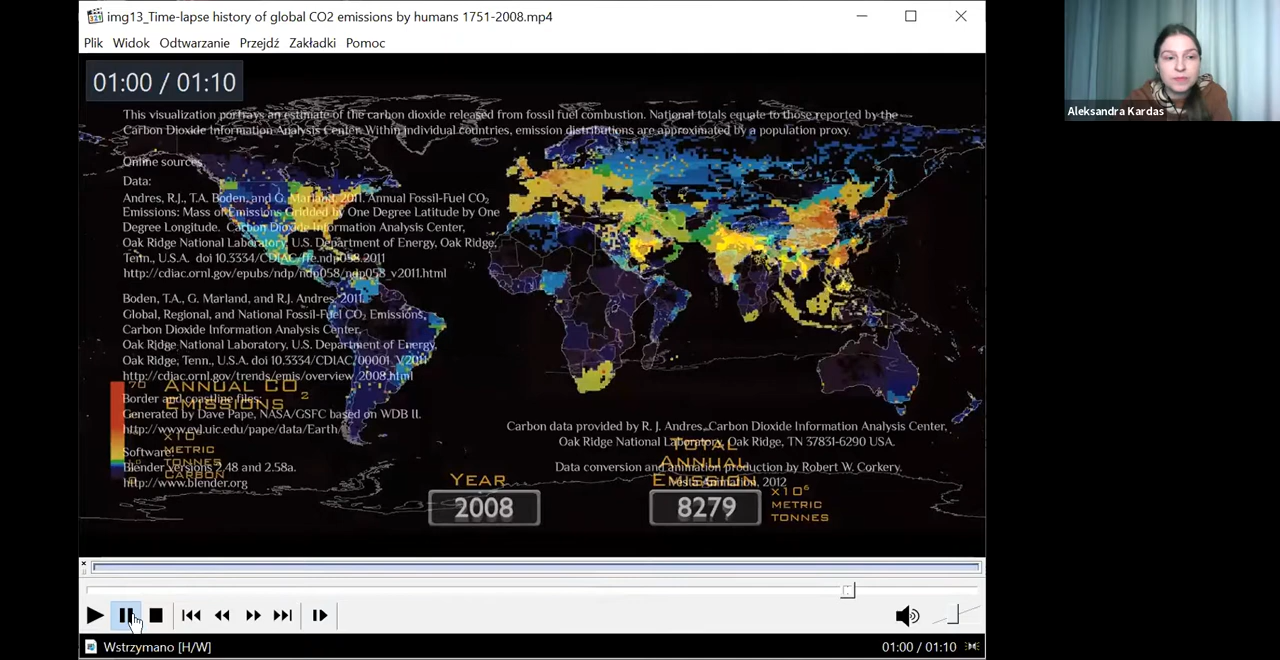 img13_Time-lapse history of global CO2 emissions by humans 1751-2008.mp4
Plik Widok Odtwarzanie Przejdź Zakładki Pomoc
01:00 / 01:10
This visualization portrays an estimate of the carbon dioxide released from fossil fuel combustion. National totals equate to those reported by the
Carbon Dioxide Information Analysis Center. Within individual countries, emission distributions are approximated by a population proxy.
Online sources
Data:
Andres, R.J., T.A. Boden, and G. Marland, 2011. Annual Fossil-Fuel CO2
Emissions: Mass of Emissions Gridded by One Degree Latitude by One
Degree Longitude. Carbon Dioxide Information Analysis Center,
Oak Ridge National Laboratory, U.S. Department of Energy, Oak Ridge,
Tenn., U.S.A. doi 10.3334/CDIAC/ffe.ndp058.2011
http://cdiac.ornl.gov/epubs/ndp/ndp058/ndp058_v2011.html
Boden, T.A., G. Marland, and R.J. Andres. 2011.
Global, Regional, and National Fossil-Fuel CO2 Emissions,
Carbon Dioxide Information Analysis Center,
Oak Ridge National Laboratory, U.S. Department of Energy,
Oak Ridge, Tenn., U.S.A. doi 10.3334/CDIAC/00001_V2011
http://cdiac.ornl.gov/trends/emis/overview_2008.html
Border and coastline files:
Generated by Dave Pape, NASA/GSFC based on WDB II.
http://www.evl.uic.edu/pape/data/Earth/
Software:
Blender versions 2.48 and 2.58a.
http://www.blender.org
70
ANNUAL CO2
EMISSIONS
X10
METRIC
TONNES
CARBON
Carbon data provided by R. J. Andres, Carbon Dioxide Information Analysis Center,
Oak Ridge National Laboratory, Oak Ridge, TN 37831-6290 USA.
Data conversion and animation production by Robert W. Corkery.
Animation, 2012
TOTAL
ANNUAL
EMISSION
YEAR
2008
8279
X10⁶
METRIC
TONNES
Wstrzymano [H/W]
01:00 / 01:10
Aleksandra Kardas